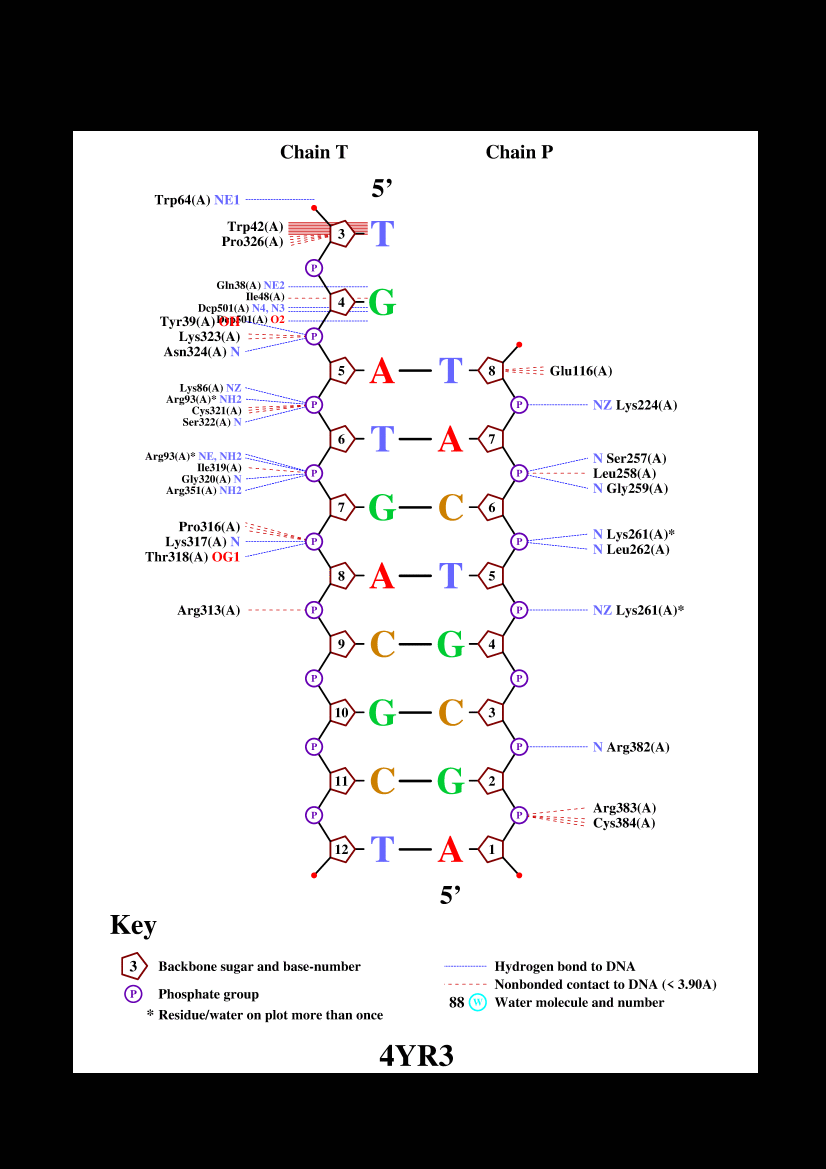 Chain T Chain P
5’
Trp64(A) NE1
Trp42(A)
3 T
Pro326(A)
P
Gln38(A) NE2
Ile48(A)
4 G
Dcp501(A) N4, N3
Dcp501(A) O2
Tyr39(A) OH
P
Lys323(A)
Asn324(A) N
5 A T 8 Glu116(A)
Lys86(A) NZ
Arg93(A)* NH2
P P NZ Lys224(A)
Cys321(A)
Ser322(A) N
6 T A 7
Arg93(A)* NE, NH2
N Ser257(A)
Ile319(A)
P P Leu258(A)
Gly320(A) N
N Gly259(A)
Arg351(A) NH2
7 G C 6
Pro316(A)
N Lys261(A)*
Lys317(A) N P P
N Leu262(A)
Thr318(A) OG1
8 A T 5
Arg313(A) P P NZ Lys261(A)*
9 C G 4
P P
10 G C 3
P P N Arg382(A)
11 C G 2
Arg383(A)
P P
Cys384(A)
12 T A 1
5’
Key
3 Backbone sugar and base-number
Hydrogen bond to DNA
Nonbonded contact to DNA (< 3.90A)
P Phosphate group
88 W Water molecule and number
* Residue/water on plot more than once
4YR3